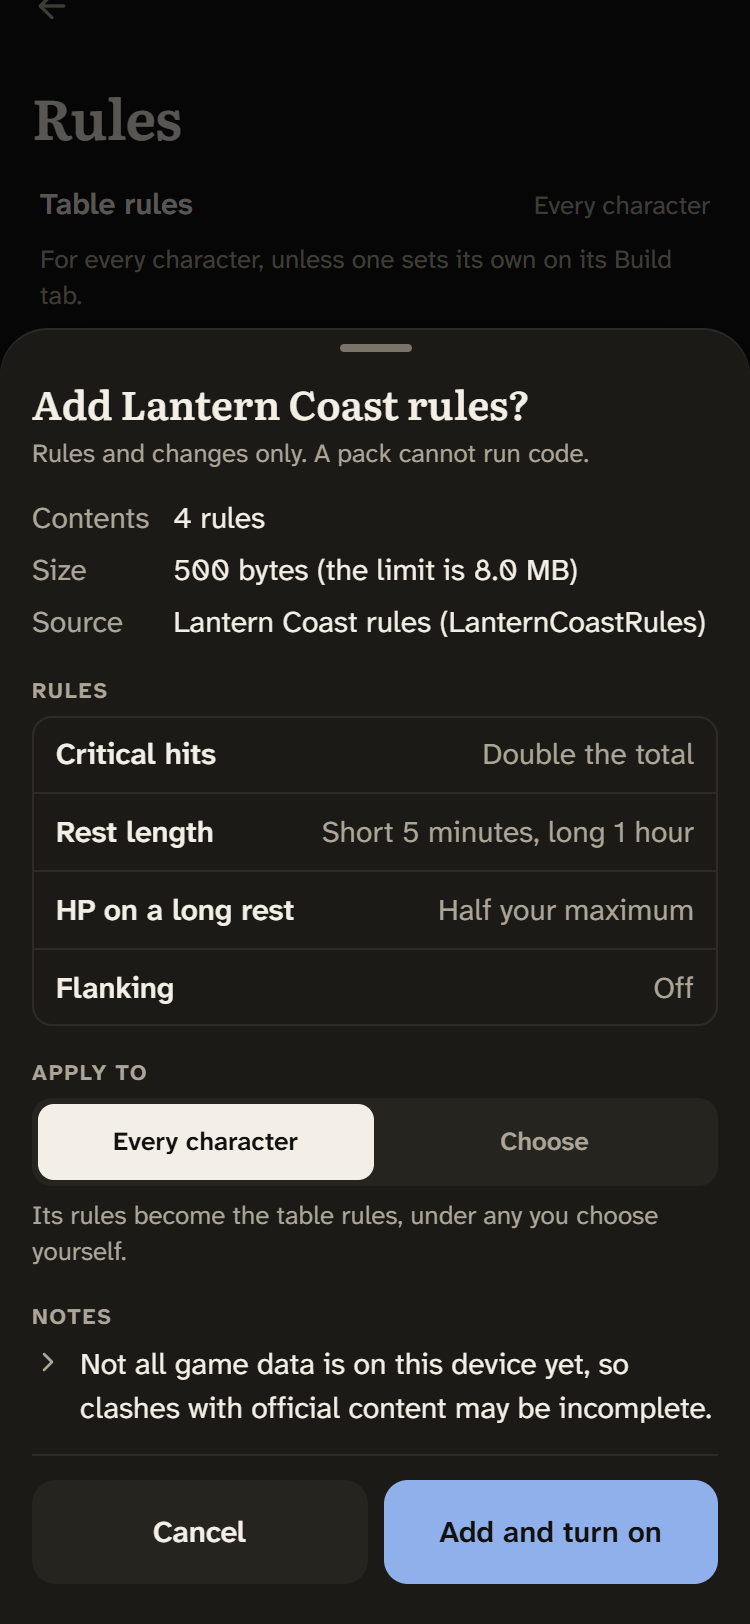 Rules
Table rules
Every character
For every character, unless one sets its own on its Build
tab.
Add Lantern Coast rules?
Rules and changes only. A pack cannot run code.
Contents 4 rules
Size 500 bytes (the limit is 8.0 MB)
Source Lantern Coast rules (LanternCoastRules)
RULES
Critical hits Double the total
Rest length Short 5 minutes, long 1 hour
HP on a long rest Half your maximum
Flanking Off
APPLY TO
Every character Choose
Its rules become the table rules, under any you choose
yourself.
NOTES
Not all game data is on this device yet, so
clashes with official content may be incomplete.
Cancel Add and turn on